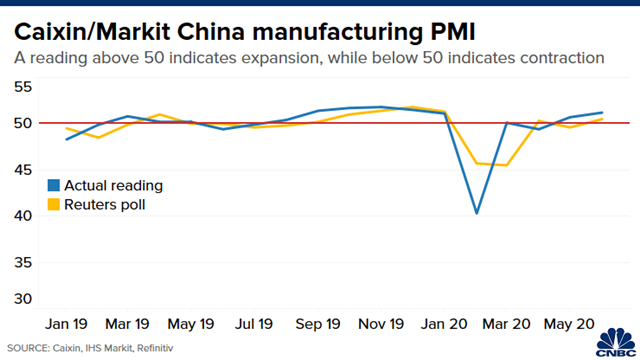 Caixin/Markit China manufacturing PMI
A reading above 50 indicates expansion, while below 50 indicates contraction
55
50
45
Actual reading
Reuters poll
40
35
30
Jan 19 Mar 19 May 19 Jul 19 Sep 19 Nov 19 Jan 20 Mar 20 May 20
SOURCE: Caixin, IHS Markit, Refinitiv
CNBC